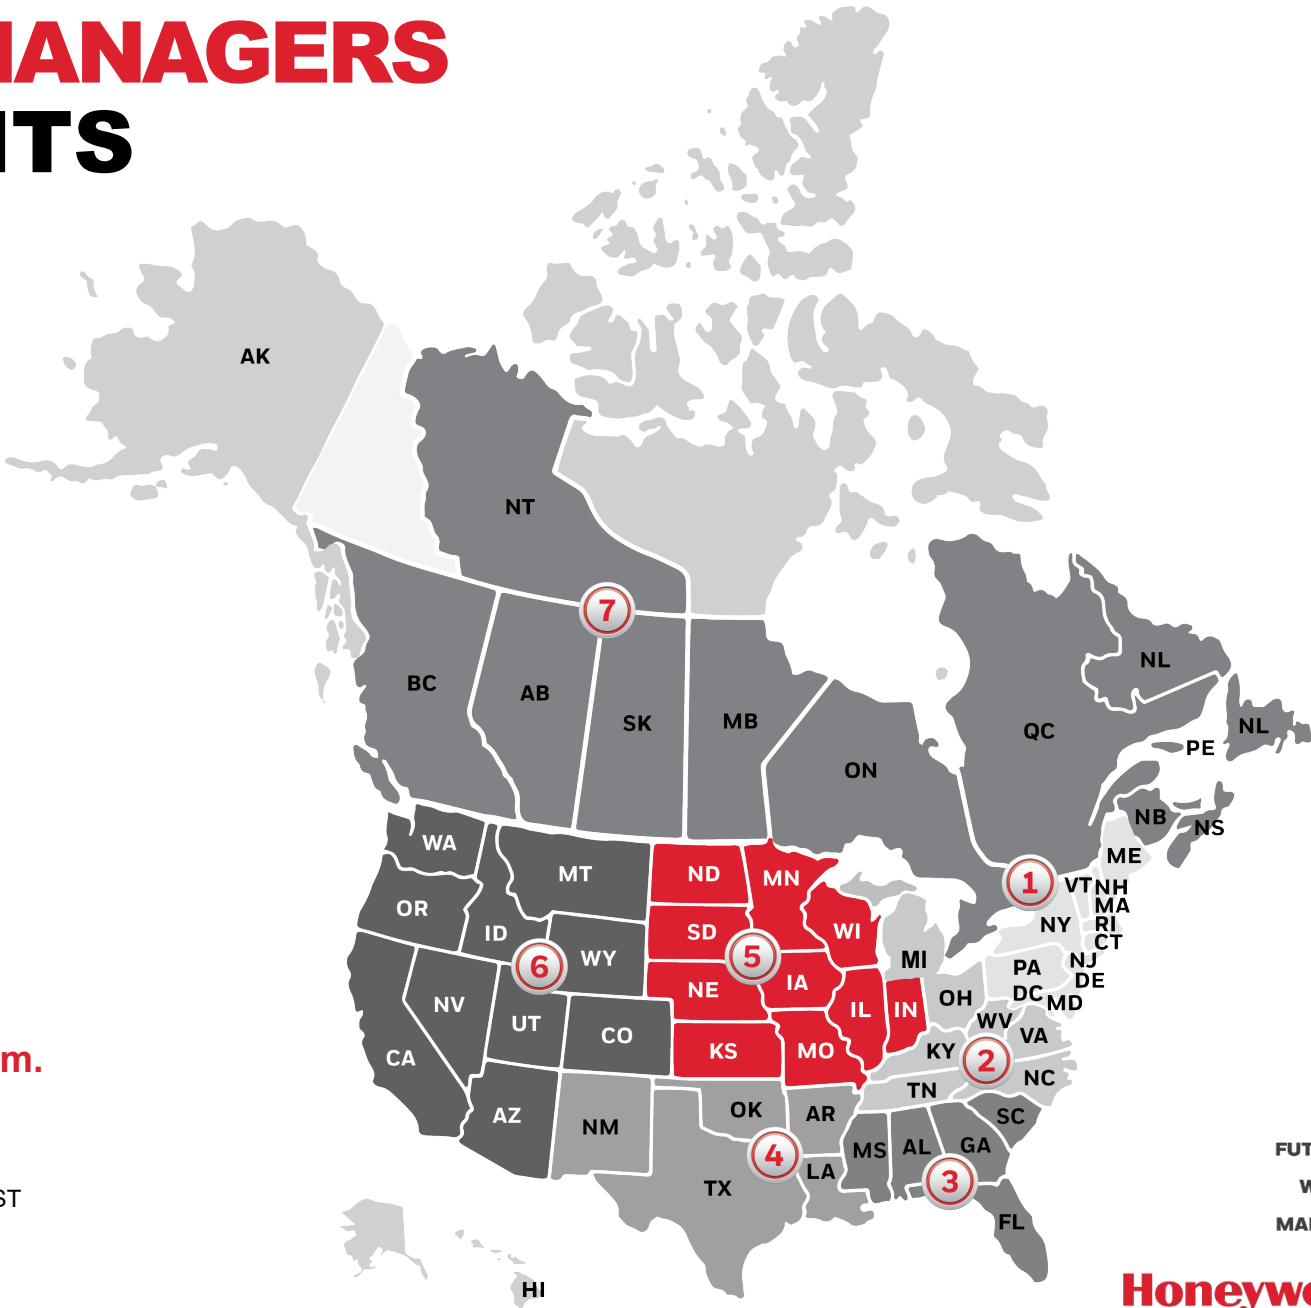 MANAGERS
NTS
AK
NT
7
BC
AB
SK
MB
ON
QC
NL
NL
PE
NB
NS
WA
MT
ND
MN
ME
1
VT
NH
MA
RI
CT
OR
ID
SD
WI
NY
6
WY
5
MI
NJ
PA
DE
NE
IA
IL
IN
OH
DC
MD
NV
UT
CO
WV
VA
m.
CA
KS
MO
KY
2
NC
TN
AZ
NM
OK
AR
SC
MS
AL
GA
4
LA
3
TX
FL
ST
HI
FUT
W
MAI
Honeywe